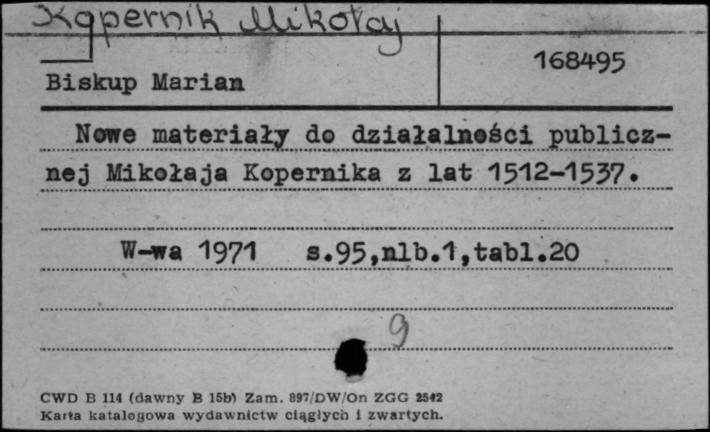 Kopernik Mikołaj
168495
Biskup Marian
Nowe materiały do działalności publicz-
nej Mikołaja Kopernika z lat 1512-1537.
W-wa 1971 s.95,nlb.1,tabl.20
9
CWD B 114 (dawny B 15b) Zam. 897/DW/On ZGG 2542
Karta katalogowa wydawnictw ciągłych i zwartych.